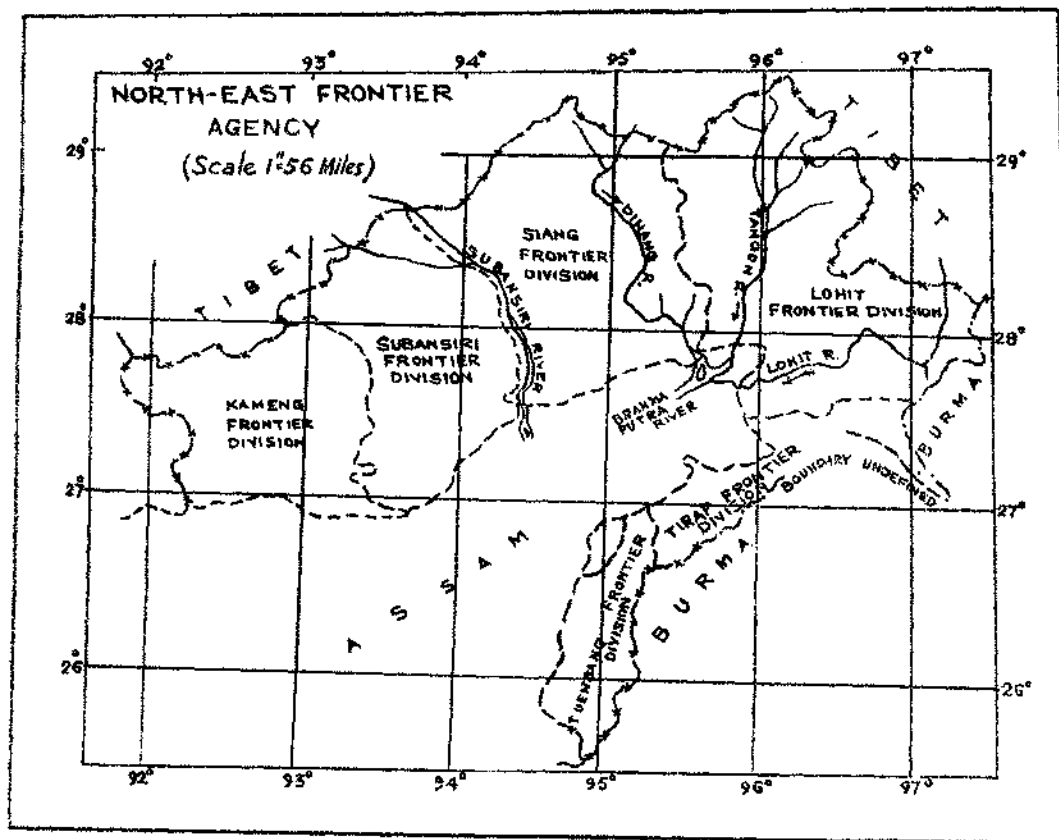 92° 93° 94° 95° 96° 97°
NORTH-EAST FRONTIER
AGENCY
(Scale 1"=56 Miles)
29° 29°
TIBET
DIHANG R.
SIANG
FRONTIER
DIVISION
SUBANSIRI RIVER
TIBET
LOHIT
FRONTIER DIVISION
28° 28°
SUBANSIRI
FRONTIER
DIVISION
LOHIT R.
BRAHMA
PUTRA
RIVER
KAMENG
FRONTIER
DIVISION
BURMA
27° 27°
TIRAP FRONTIER
DIVISION
BOUNDARY UNDEFINED
ASSAM
TUENSANG FRONTIER
DIVISION
BURMA
26° 26°
92° 93° 94° 95° 96° 97°